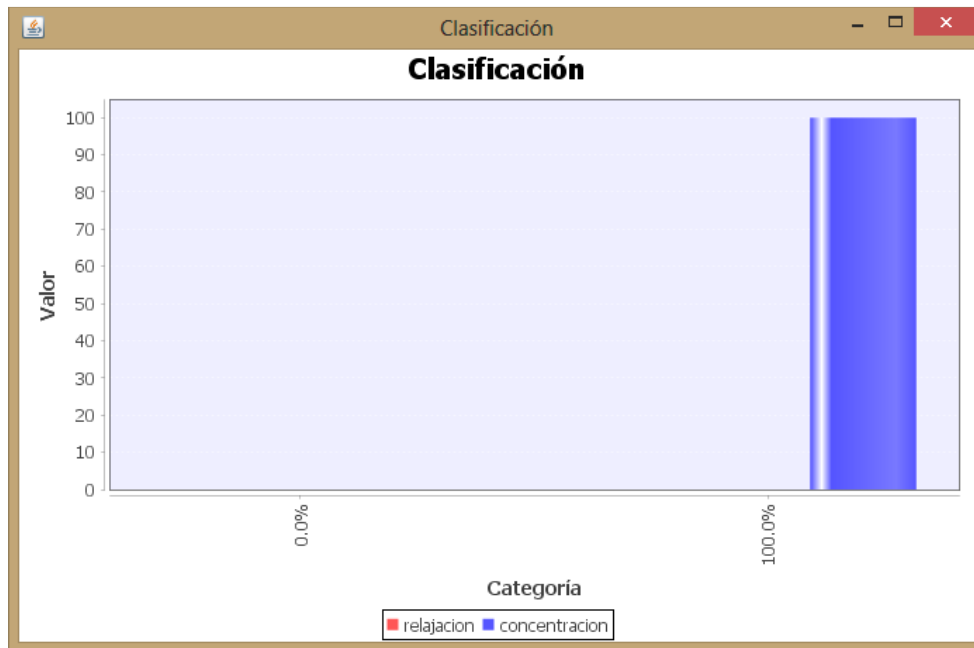 Clasificación
Clasificación
100
90
80
70
60
50
40
30
20
10
0
Valor
0.0%
100.0%
Categoría
relajacion concentracion